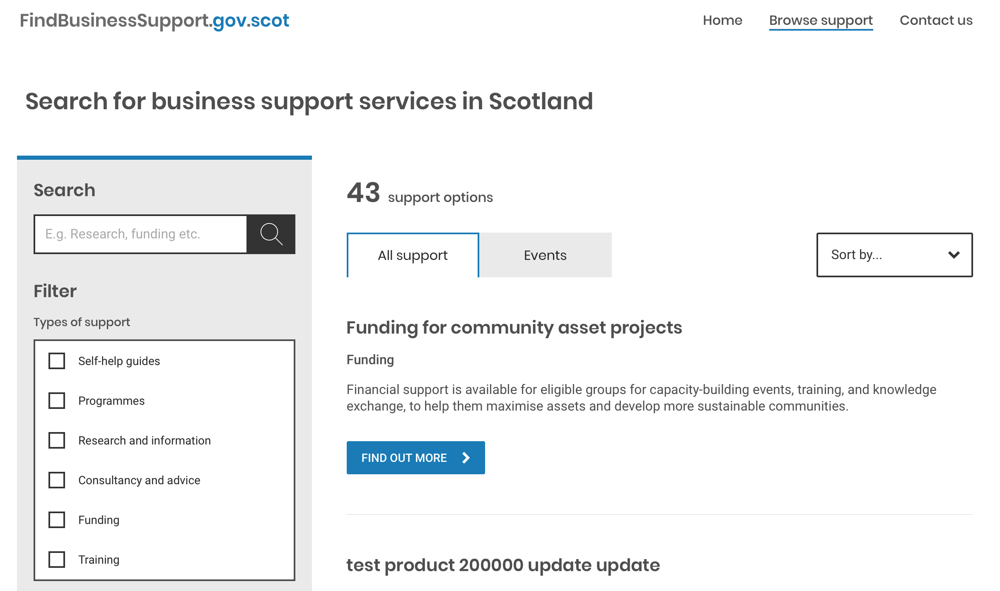 FindBusinessSupport.gov.scot
Home
Browse support
Contact us
Search for business support services in Scotland
Search
E.g. Research, funding etc.
Filter
Types of support
Self-help guides
Programmes
Research and information
Consultancy and advice
Funding
Training
43 support options
All support
Events
Sort by...
Funding for community asset projects
Funding
Financial support is available for eligible groups for capacity-building events, training, and knowledge
exchange, to help them maximise assets and develop more sustainable communities.
FIND OUT MORE
test product 200000 update update